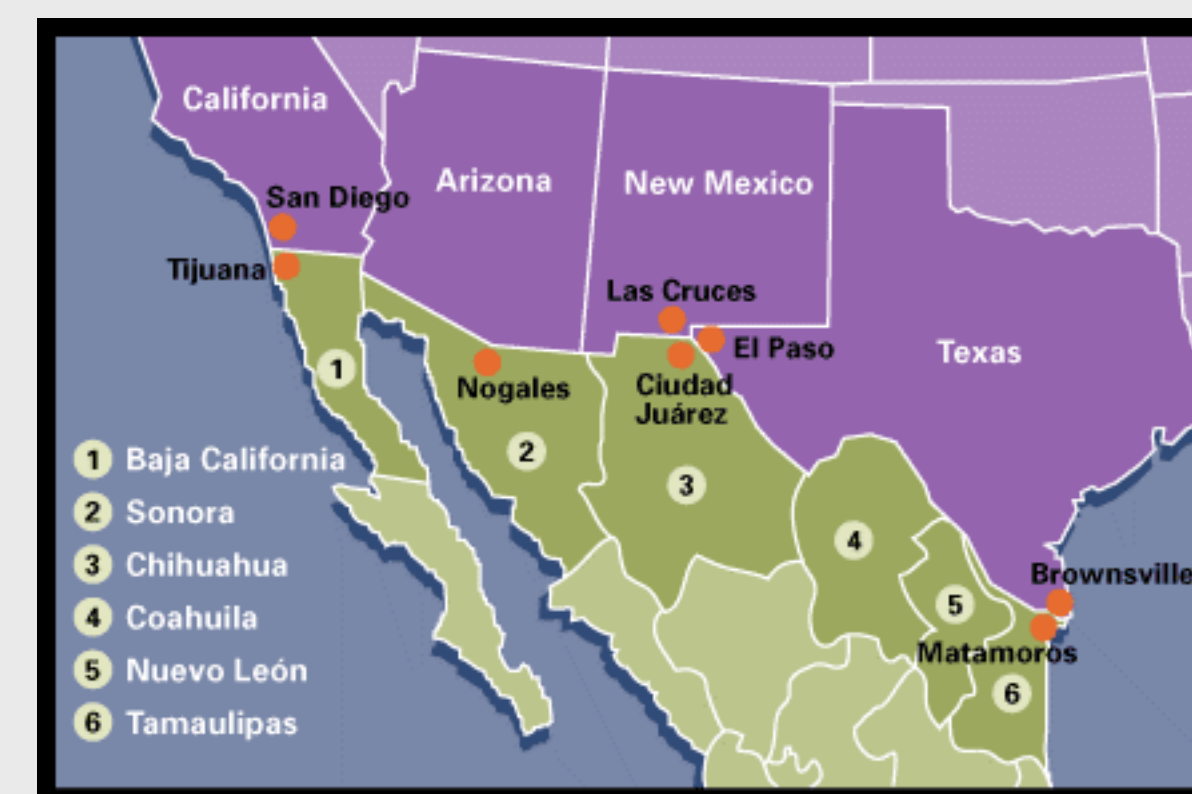 California
Arizona
New Mexico
San Diego
Tijuana
Las Cruces
El Paso
Texas
Nogales
Ciudad
Juárez
1
2
3
4
5
6
Brownsville
Matamoros
1 Baja California
2 Sonora
3 Chihuahua
4 Coahuila
5 Nuevo León
6 Tamaulipas